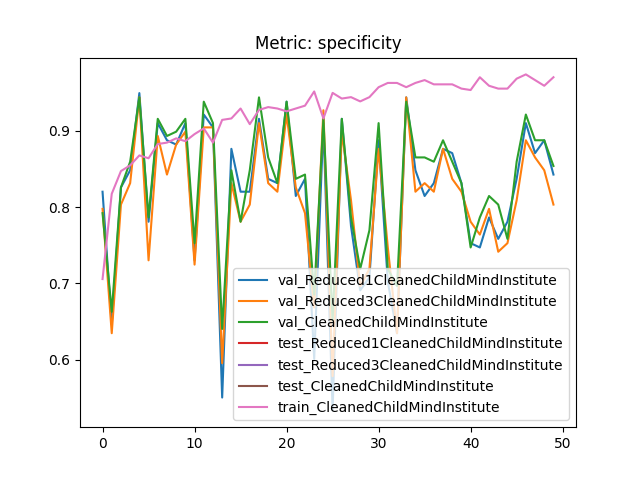 Metric: specificity
0.9
0.8
0.7
0.6
val_Reduced1CleanedChildMindInstitute
val_Reduced3CleanedChildMindInstitute
val_CleanedChildMindInstitute
test_Reduced1CleanedChildMindInstitute
test_Reduced3CleanedChildMindInstitute
test_CleanedChildMindInstitute
train_CleanedChildMindInstitute
0 10 20 30 40 50